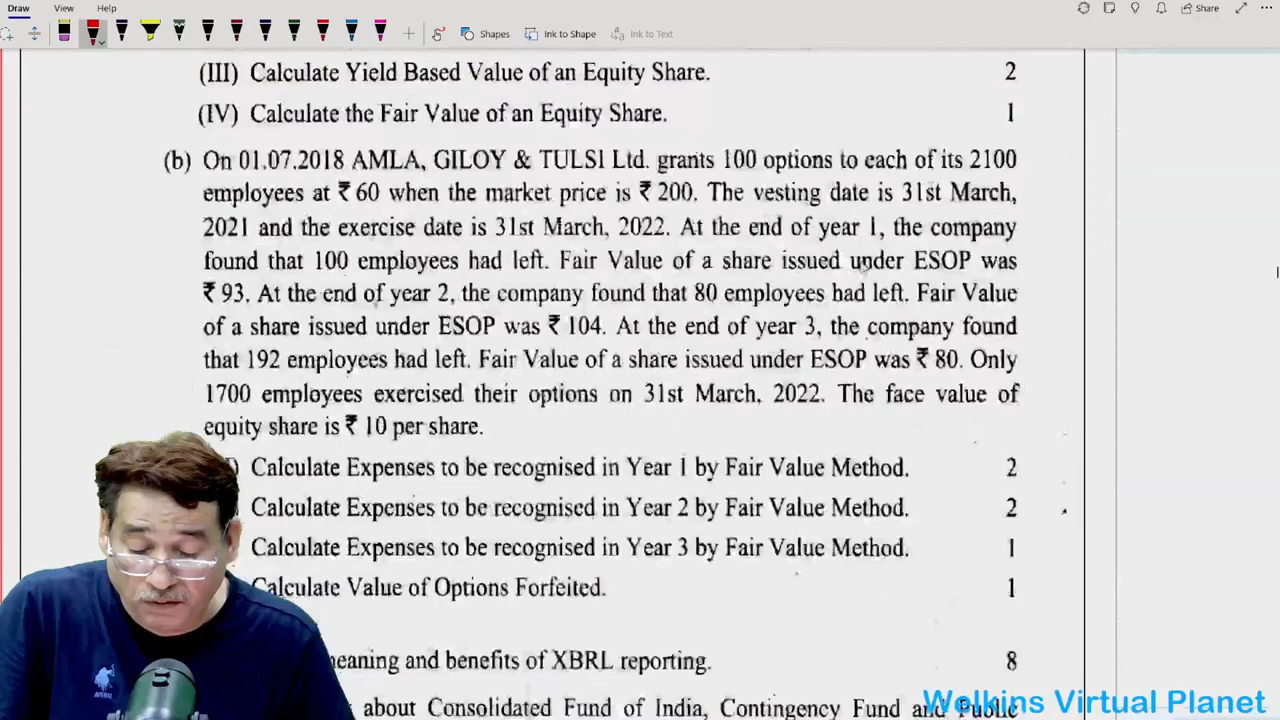 Draw View Help
Share
Shapes Ink to Shape Ink to Text
(III) Calculate Yield Based Value of an Equity Share. 2
(IV) Calculate the Fair Value of an Equity Share. 1
(b) On 01.07.2018 AMLA, GILOY & TULSI Ltd. grants 100 options to each of its 2100
employees at ₹ 60 when the market price is ₹ 200. The vesting date is 31st March,
2021 and the exercise date is 31st March, 2022. At the end of year 1, the company
found that 100 employees had left. Fair Value of a share issued under ESOP was
₹ 93. At the end of year 2, the company found that 80 employees had left. Fair Value
of a share issued under ESOP was ₹ 104. At the end of year 3, the company found
that 192 employees had left. Fair Value of a share issued under ESOP was ₹ 80. Only
1700 employees exercised their options on 31st March, 2022. The face value of
equity share is ₹ 10 per share.
Calculate Expenses to be recognised in Year 1 by Fair Value Method. 2
Calculate Expenses to be recognised in Year 2 by Fair Value Method. 2
Calculate Expenses to be recognised in Year 3 by Fair Value Method. 1
Calculate Value of Options Forfeited. 1
meaning and benefits of XBRL reporting. 8
about Consolidated Fund of India, Contingency Fund and Public
Welkins Virtual Planet